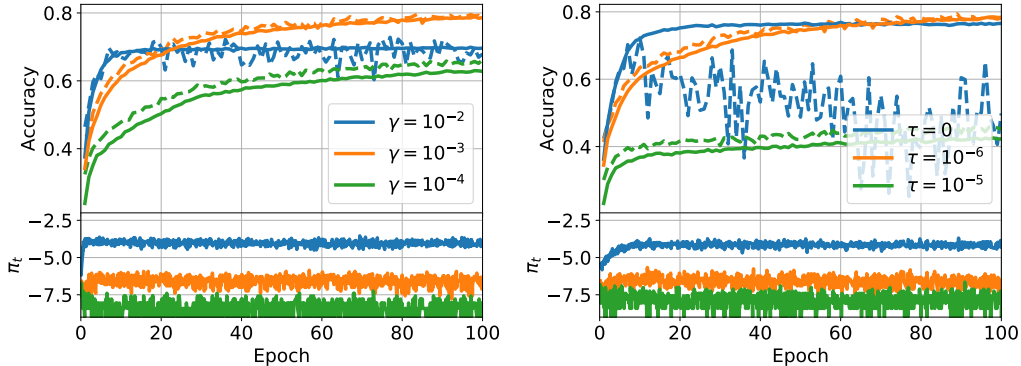 0.8
0.6
0.4
Accuracy
γ = 10⁻²
γ = 10⁻³
γ = 10⁻⁴
−2.5
−5.0
−7.5
πₜ
0 20 40 60 80 100
Epoch
0.8
0.6
0.4
Accuracy
τ = 0
τ = 10⁻⁶
τ = 10⁻⁵
−2.5
−5.0
−7.5
πₜ
0 20 40 60 80 100
Epoch